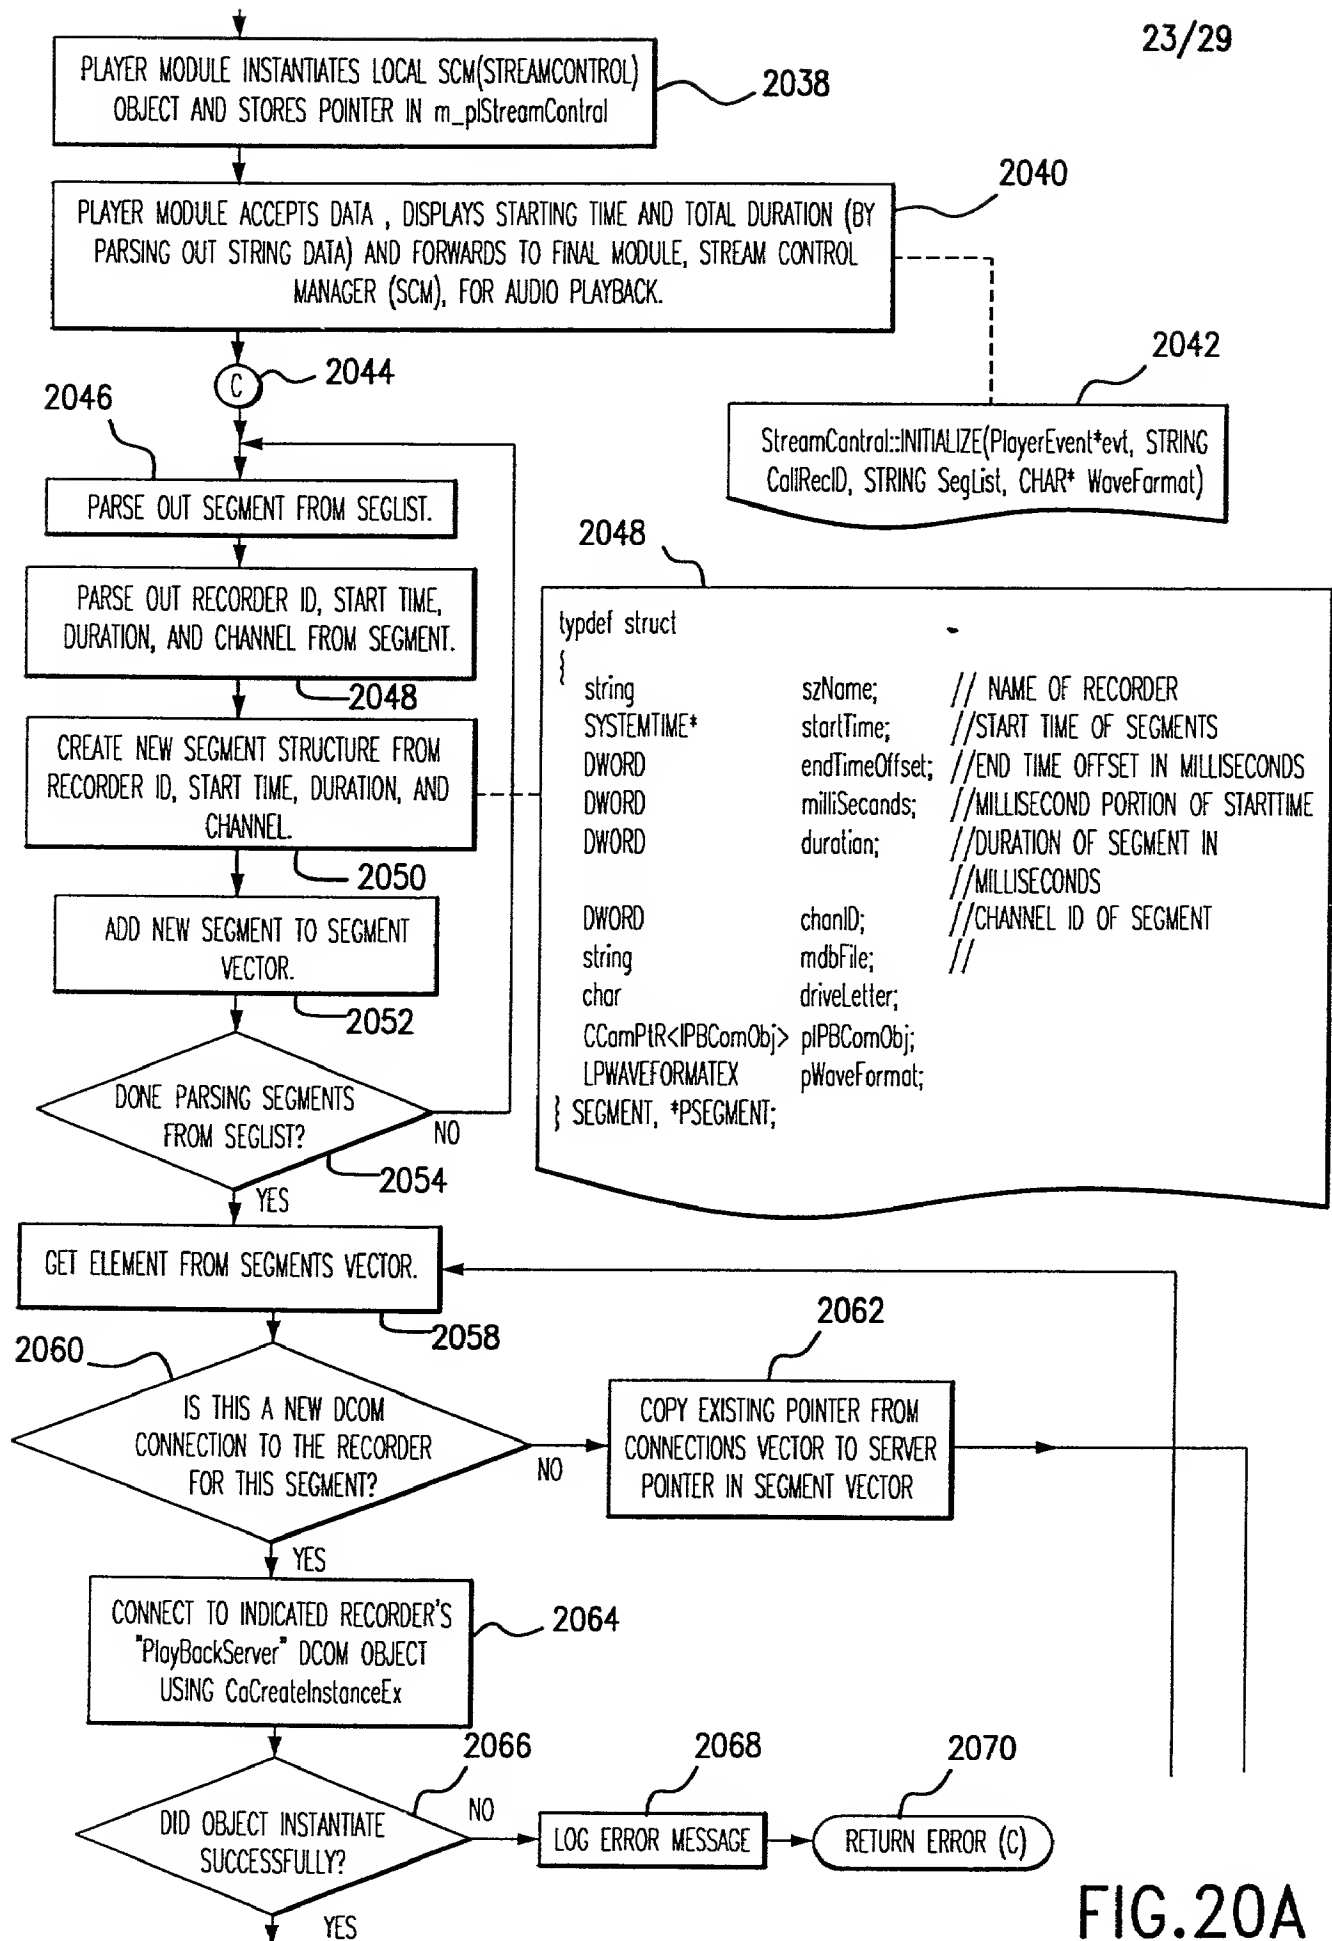 23/29
PLAYER MODULE INSTANTIATES LOCAL SCM(STREAMCONTROL)
OBJECT AND STORES POINTER IN m_plStreamControl
2038
2040
PLAYER MODULE ACCEPTS DATA , DISPLAYS STARTING TIME AND TOTAL DURATION (BY
PARSING OUT STRING DATA) AND FORWARDS TO FINAL MODULE, STREAM CONTROL
MANAGER (SCM), FOR AUDIO PLAYBACK.
2042
StreamControl::INITIALIZE(PlayerEvent*evt, STRING
CallRecID, STRING SegList, CHAR* WaveFormat)
C
2044
2046
PARSE OUT SEGMENT FROM SEGLIST.
PARSE OUT RECORDER ID, START TIME,
DURATION, AND CHANNEL FROM SEGMENT.
2048
CREATE NEW SEGMENT STRUCTURE FROM
RECORDER ID, START TIME, DURATION, AND
CHANNEL.
2050
2048
typdef struct
{
string szName; // NAME OF RECORDER
SYSTEMTIME* startTime; //START TIME OF SEGMENTS
DWORD endTimeOffset; //END TIME OFFSET IN MILLISECONDS
DWORD milliSeconds; //MILLISECOND PORTION OF STARTTIME
DWORD duration; //DURATION OF SEGMENT IN
//MILLISECONDS
DWORD chanID; //CHANNEL ID OF SEGMENT
string mdbFile; //
char driveLetter;
CComPtR<IPBComObj> pIPBComObj;
LPWAVEFORMATEX pWaveFormat;
} SEGMENT, *PSEGMENT;
ADD NEW SEGMENT TO SEGMENT
VECTOR.
2052
DONE PARSING SEGMENTS
FROM SEGLIST?
NO
2054
YES
GET ELEMENT FROM SEGMENTS VECTOR.
2058
2060
IS THIS A NEW DCOM
CONNECTION TO THE RECORDER
FOR THIS SEGMENT?
NO
2062
COPY EXISTING POINTER FROM
CONNECTIONS VECTOR TO SERVER
POINTER IN SEGMENT VECTOR
YES
CONNECT TO INDICATED RECORDER'S
"PlayBackServer" DCOM OBJECT
USING CoCreateInstanceEx
2064
2066
DID OBJECT INSTANTIATE
SUCCESSFULLY?
NO
2068
LOG ERROR MESSAGE
2070
RETURN ERROR (C)
YES
FIG.20A